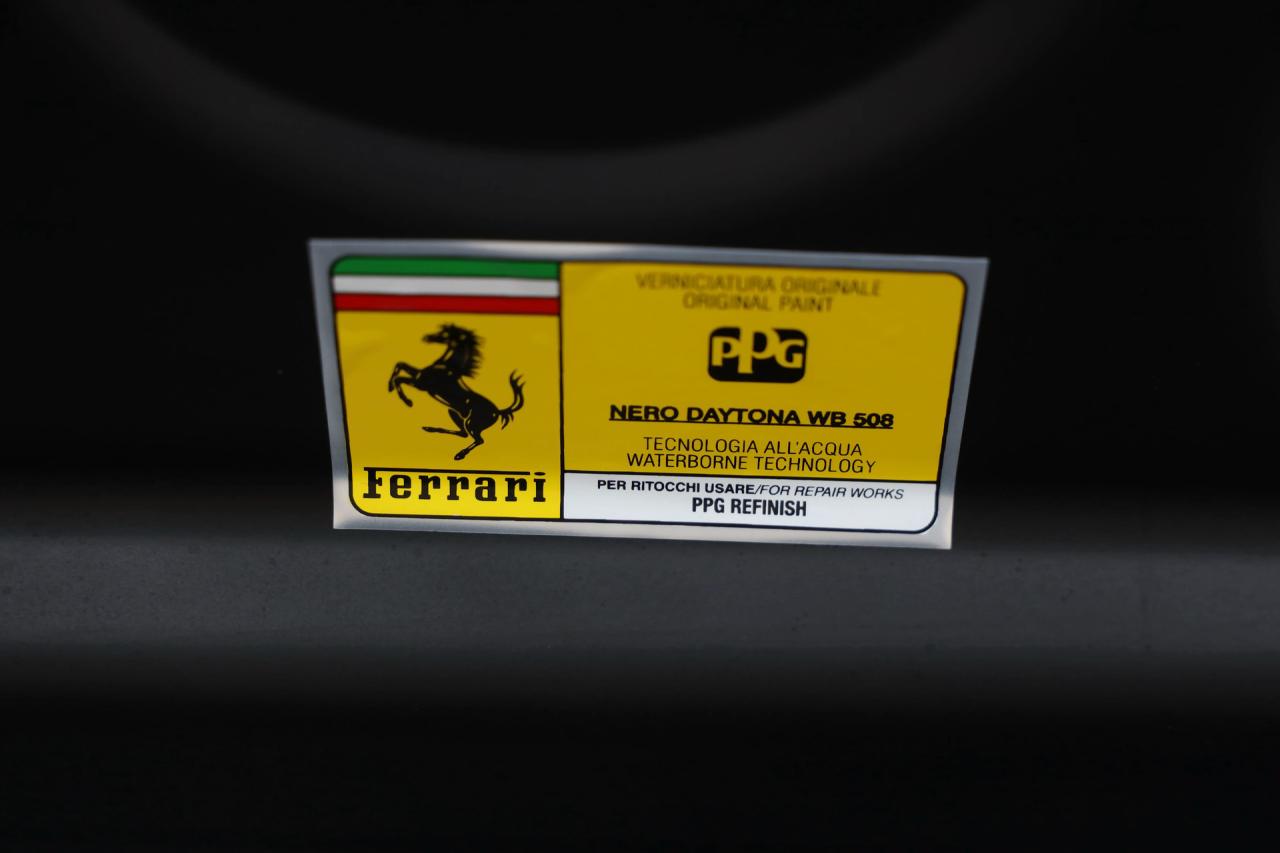 Ferrari
VERNICIATURA ORIGINALE
ORIGINAL PAINT
PPG
NERO DAYTONA WB 508
TECNOLOGIA ALL'ACQUA
WATERBORNE TECHNOLOGY
PER RITOCCHI USARE/FOR REPAIR WORKS
PPG REFINISH